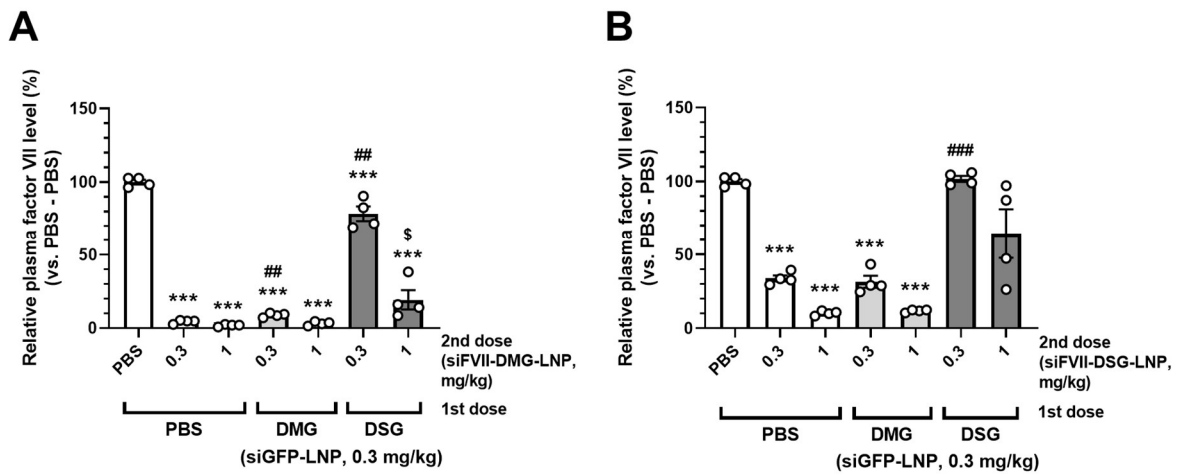 A
Relative plasma factor VII level (%)
(vs. PBS - PBS)
150
100
50
0
***
***
##
***
***
##
***
$
***
PBS
0.3
1
0.3
1
0.3
1
2nd dose
(siFVII-DMG-LNP,
mg/kg)
1st dose
PBS
DMG
DSG
(siGFP-LNP, 0.3 mg/kg)
B
Relative plasma factor VII level (%)
(vs. PBS - PBS)
150
100
50
0
***
***
***
***
###
PBS
0.3
1
0.3
1
0.3
1
2nd dose
(siFVII-DSG-LNP,
mg/kg)
1st dose
PBS
DMG
DSG
(siGFP-LNP, 0.3 mg/kg)